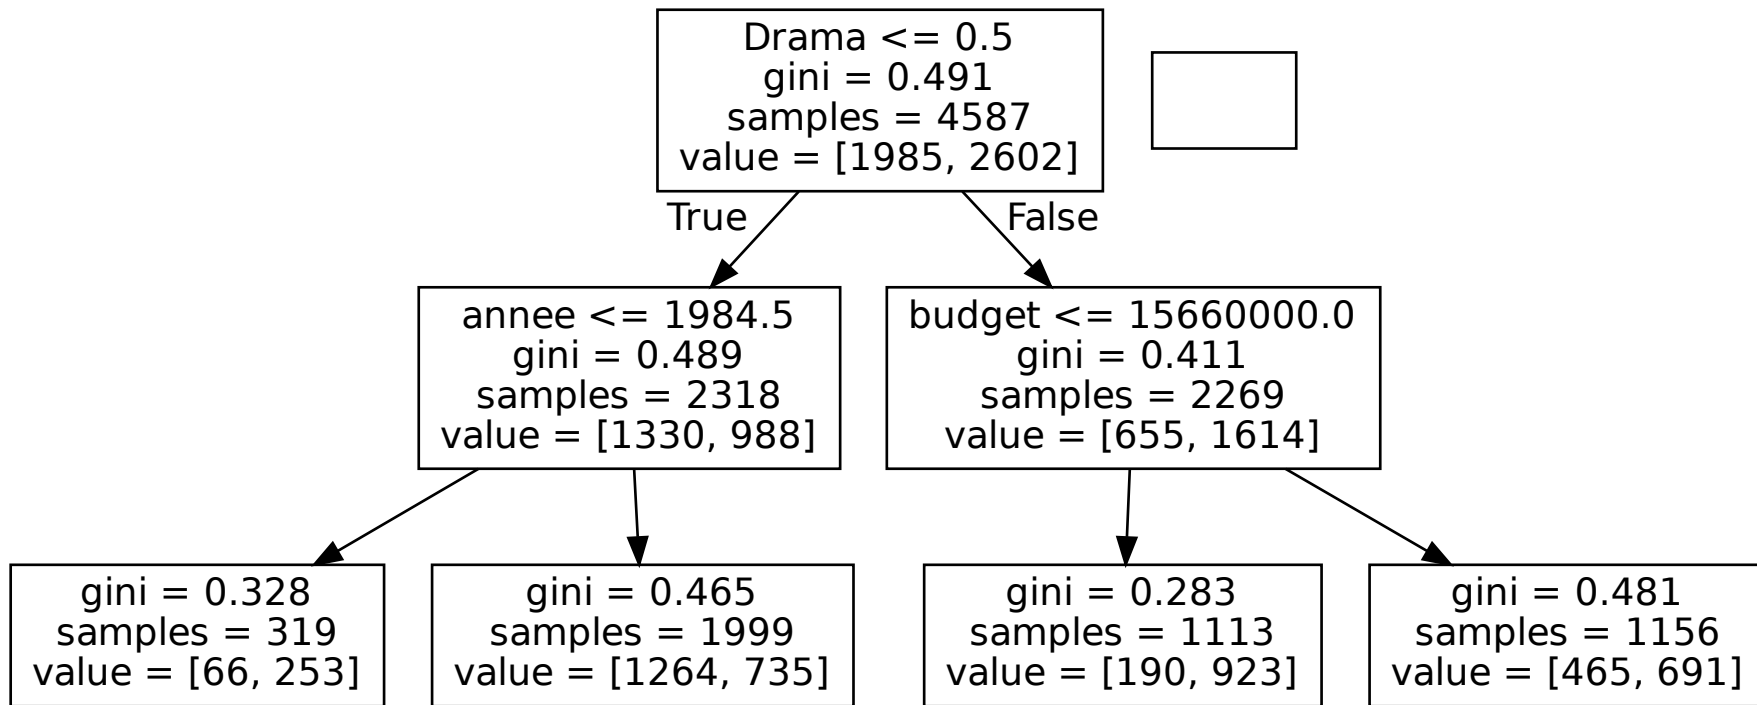 Drama <= 0.5
gini = 0.491
samples = 4587
value = [1985, 2602]
True
False
annee <= 1984.5
gini = 0.489
samples = 2318
value = [1330, 988]
budget <= 15660000.0
gini = 0.411
samples = 2269
value = [655, 1614]
gini = 0.328
samples = 319
value = [66, 253]
gini = 0.465
samples = 1999
value = [1264, 735]
gini = 0.283
samples = 1113
value = [190, 923]
gini = 0.481
samples = 1156
value = [465, 691]